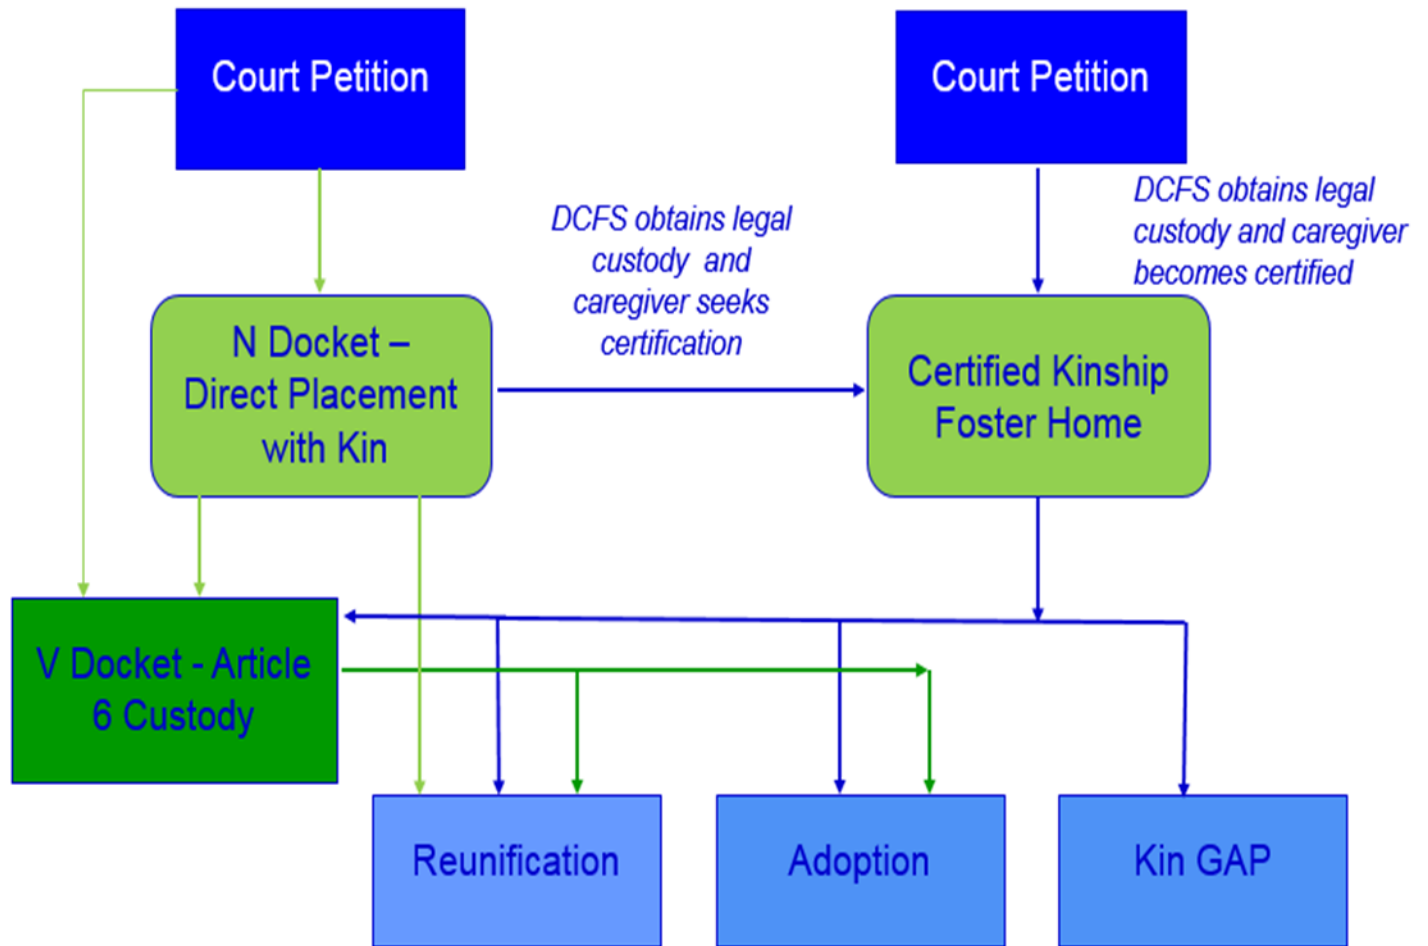 Court Petition
Court Petition
DCFS obtains legal
custody and
caregiver seeks
certification
DCFS obtains legal
custody and caregiver
becomes certified
N Docket –
Direct Placement
with Kin
Certified Kinship
Foster Home
V Docket - Article
6 Custody
Reunification
Adoption
Kin GAP